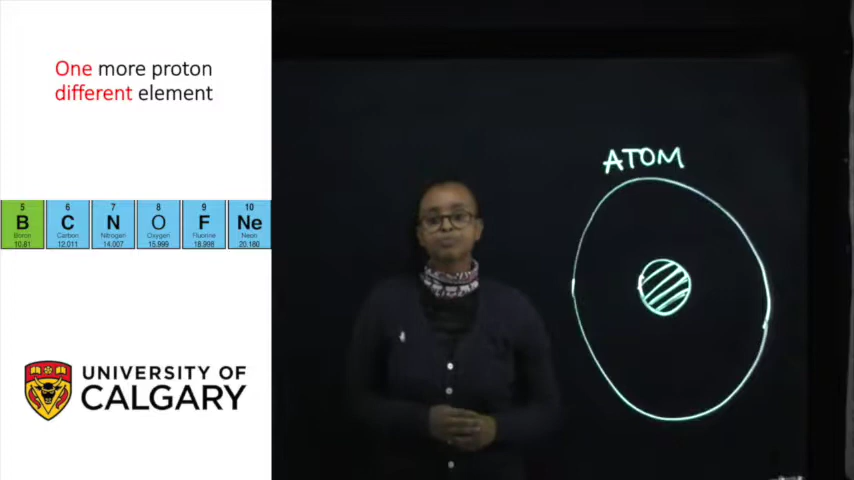 One more proton
different element
5 6 7 8 9 10
B C N O F Ne
Boron Carbon Nitrogen Oxygen Fluorine Neon
10.81 12.011 14.007 15.999 18.998 20.180
UNIVERSITY OF
CALGARY
ATOM